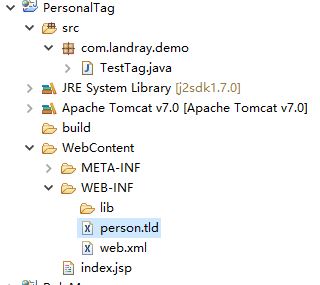 PersonalTag
src
com.landray.demo
TestTag.java
JRE System Library [j2sdk1.7.0]
Apache Tomcat v7.0 [Apache Tomcat v7.0]
build
WebContent
META-INF
WEB-INF
lib
person.tld
web.xml
index.jsp